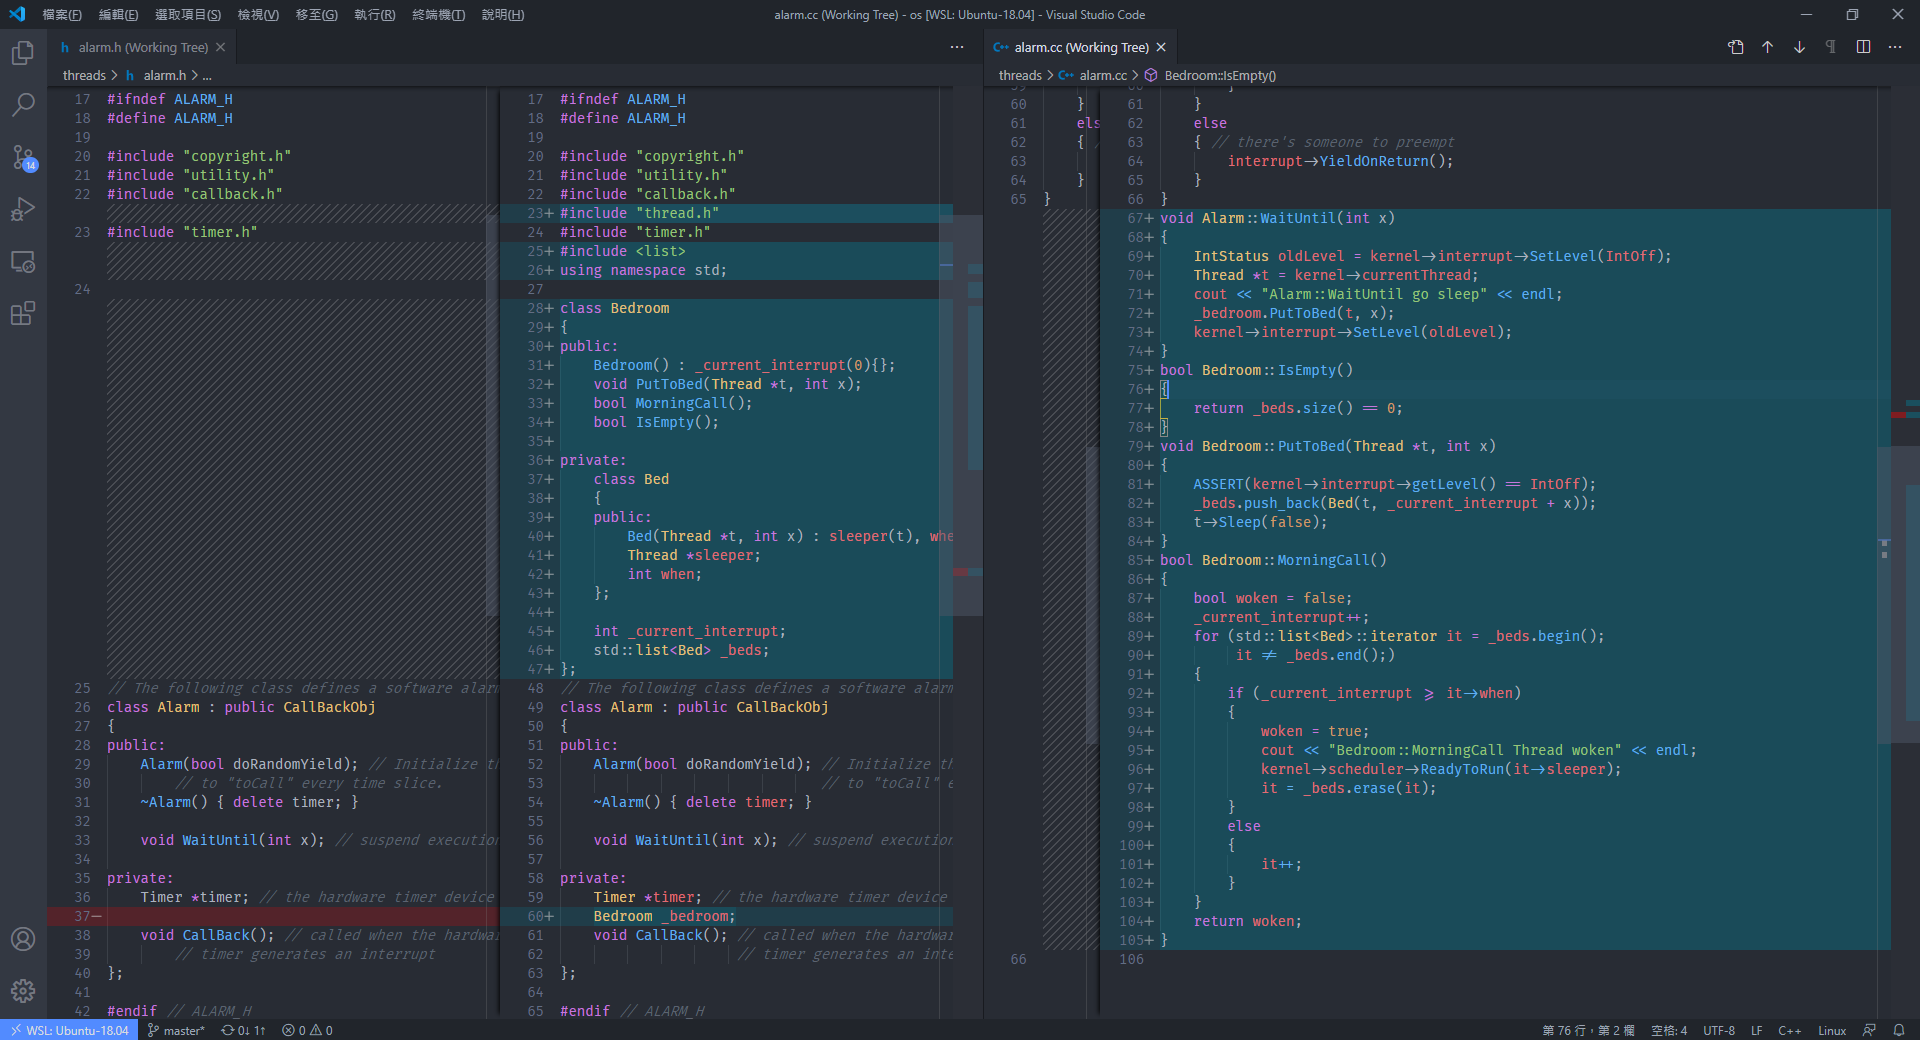 檔案(F) 編輯(E) 選取項目(S) 檢視(V) 移至(G) 執行(R) 終端機(T) 說明(H)
alarm.cc (Working Tree) - os [WSL: Ubuntu-18.04] - Visual Studio Code
14
alarm.h (Working Tree)
threads > alarm.h > ...
17 #ifndef ALARM_H
18 #define ALARM_H
19
20 #include "copyright.h"
21 #include "utility.h"
22 #include "callback.h"
23 #include "timer.h"
24
25 // The following class defines a software alarm
26 class Alarm : public CallBackObj
27 {
28 public:
29 Alarm(bool doRandomYield); // Initialize th
30 // to "toCall" every time slice.
31 ~Alarm() { delete timer; }
32
33 void WaitUntil(int x); // suspend execution
34
35 private:
36 Timer *timer; // the hardware timer device
37-
38 void CallBack(); // called when the hardwar
39 // timer generates an interrupt
40 };
41
42 #endif // ALARM_H
17 #ifndef ALARM_H
18 #define ALARM_H
19
20 #include "copyright.h"
21 #include "utility.h"
22 #include "callback.h"
23+ #include "thread.h"
24 #include "timer.h"
25+ #include <list>
26+ using namespace std;
27
28+ class Bedroom
29+ {
30+ public:
31+ Bedroom() : _current_interrupt(0){};
32+ void PutToBed(Thread *t, int x);
33+ bool MorningCall();
34+ bool IsEmpty();
35+
36+ private:
37+ class Bed
38+ {
39+ public:
40+ Bed(Thread *t, int x) : sleeper(t), whe
41+ Thread *sleeper;
42+ int when;
43+ };
44+
45+ int _current_interrupt;
46+ std::list<Bed> _beds;
47+ };
48 // The following class defines a software alarm
49 class Alarm : public CallBackObj
50 {
51 public:
52 Alarm(bool doRandomYield); // Initialize th
53 // to "toCall" e
54 ~Alarm() { delete timer; }
55
56 void WaitUntil(int x); // suspend execution
57
58 private:
59 Timer *timer; // the hardware timer device
60+ Bedroom _bedroom;
61 void CallBack(); // called when the hardwar
62 // timer generates an inte
63 };
64
65 #endif // ALARM_H
alarm.cc (Working Tree)
threads > alarm.cc > Bedroom::IsEmpty()
60 }
61 els
62 { /
63
64 }
65 }
66
61 }
62 else
63 { // there's someone to preempt
64 interrupt->YieldOnReturn();
65 }
66 }
67+ void Alarm::WaitUntil(int x)
68+ {
69+ IntStatus oldLevel = kernel->interrupt->SetLevel(IntOff);
70+ Thread *t = kernel->currentThread;
71+ cout << "Alarm::WaitUntil go sleep" << endl;
72+ _bedroom.PutToBed(t, x);
73+ kernel->interrupt->SetLevel(oldLevel);
74+ }
75+ bool Bedroom::IsEmpty()
76+ {
77+ return _beds.size() == 0;
78+ }
79+ void Bedroom::PutToBed(Thread *t, int x)
80+ {
81+ ASSERT(kernel->interrupt->getLevel() == IntOff);
82+ _beds.push_back(Bed(t, _current_interrupt + x));
83+ t->Sleep(false);
84+ }
85+ bool Bedroom::MorningCall()
86+ {
87+ bool woken = false;
88+ _current_interrupt++;
89+ for (std::list<Bed>::iterator it = _beds.begin();
90+ it != _beds.end();)
91+ {
92+ if (_current_interrupt >= it->when)
93+ {
94+ woken = true;
95+ cout << "Bedroom::MorningCall Thread woken" << endl;
96+ kernel->scheduler->ReadyToRun(it->sleeper);
97+ it = _beds.erase(it);
98+ }
99+ else
100+ {
101+ it++;
102+ }
103+ }
104+ return woken;
105+ }
106
WSL: Ubuntu-18.04 master* 0↓ 1↑ 0 0 第 76 行，第 2 欄 空格: 4 UTF-8 LF C++ Linux